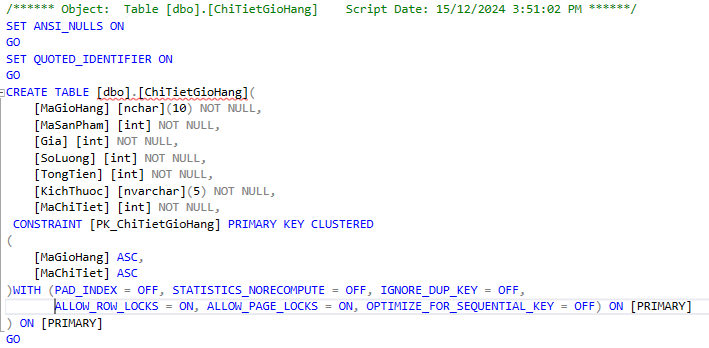 /****** Object:  Table [dbo].[ChiTietGioHang]    Script Date: 15/12/2024 3:51:02 PM ******/
SET ANSI_NULLS ON
GO
SET QUOTED_IDENTIFIER ON
GO
CREATE TABLE [dbo].[ChiTietGioHang](
    [MaGioHang] [nchar](10) NOT NULL,
    [MaSanPham] [int] NOT NULL,
    [Gia] [int] NOT NULL,
    [SoLuong] [int] NOT NULL,
    [TongTien] [int] NOT NULL,
    [KichThuoc] [nvarchar](5) NOT NULL,
    [MaChiTiet] [int] NOT NULL,
 CONSTRAINT [PK_ChiTietGioHang] PRIMARY KEY CLUSTERED
(
    [MaGioHang] ASC,
    [MaChiTiet] ASC
)WITH (PAD_INDEX = OFF, STATISTICS_NORECOMPUTE = OFF, IGNORE_DUP_KEY = OFF,
       ALLOW_ROW_LOCKS = ON, ALLOW_PAGE_LOCKS = ON, OPTIMIZE_FOR_SEQUENTIAL_KEY = OFF) ON [PRIMARY]
) ON [PRIMARY]
GO